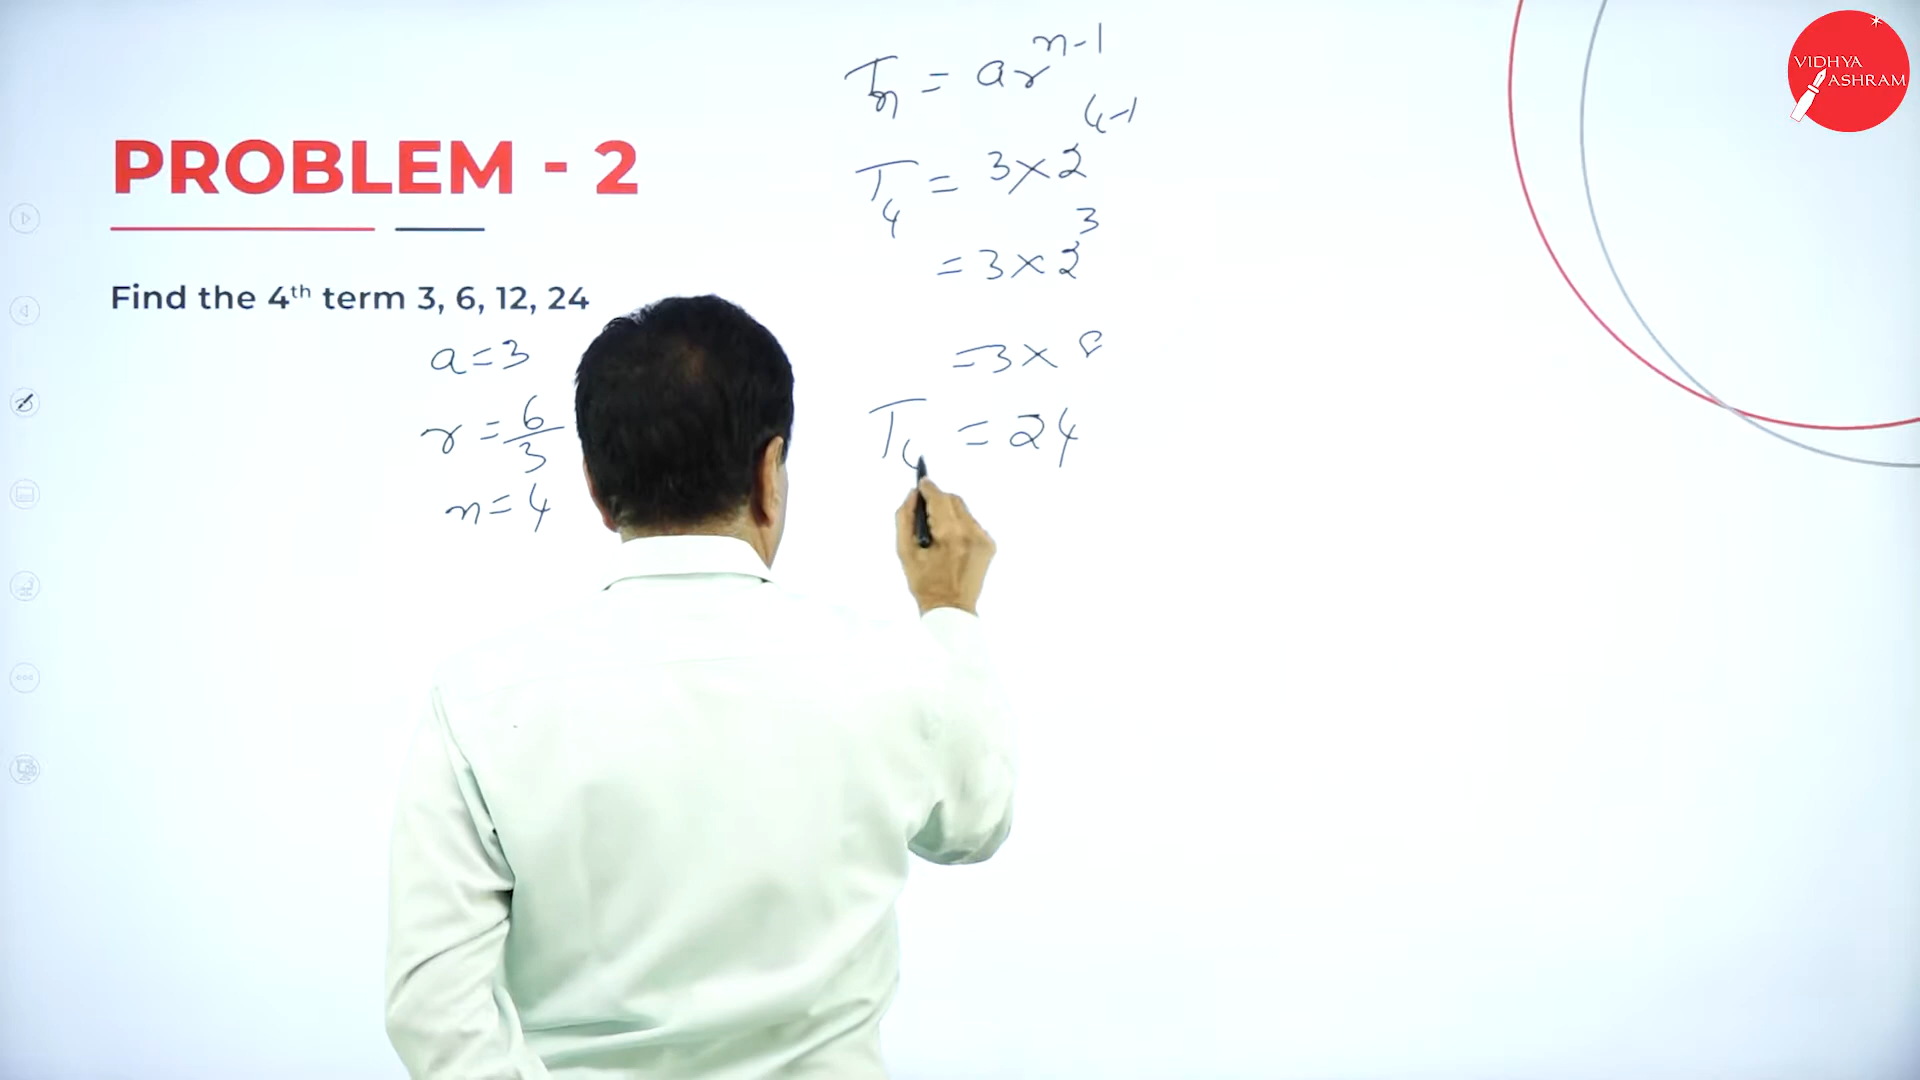 VIDHYA
ASHRAM
PROBLEM - 2
Find the 4th term 3, 6, 12, 24
a = 3
r = 6/3
n = 4
Tn = ar^n-1
T4 = 3 × 2^4-1
= 3 × 2^3
= 3 × 8
T4 = 24